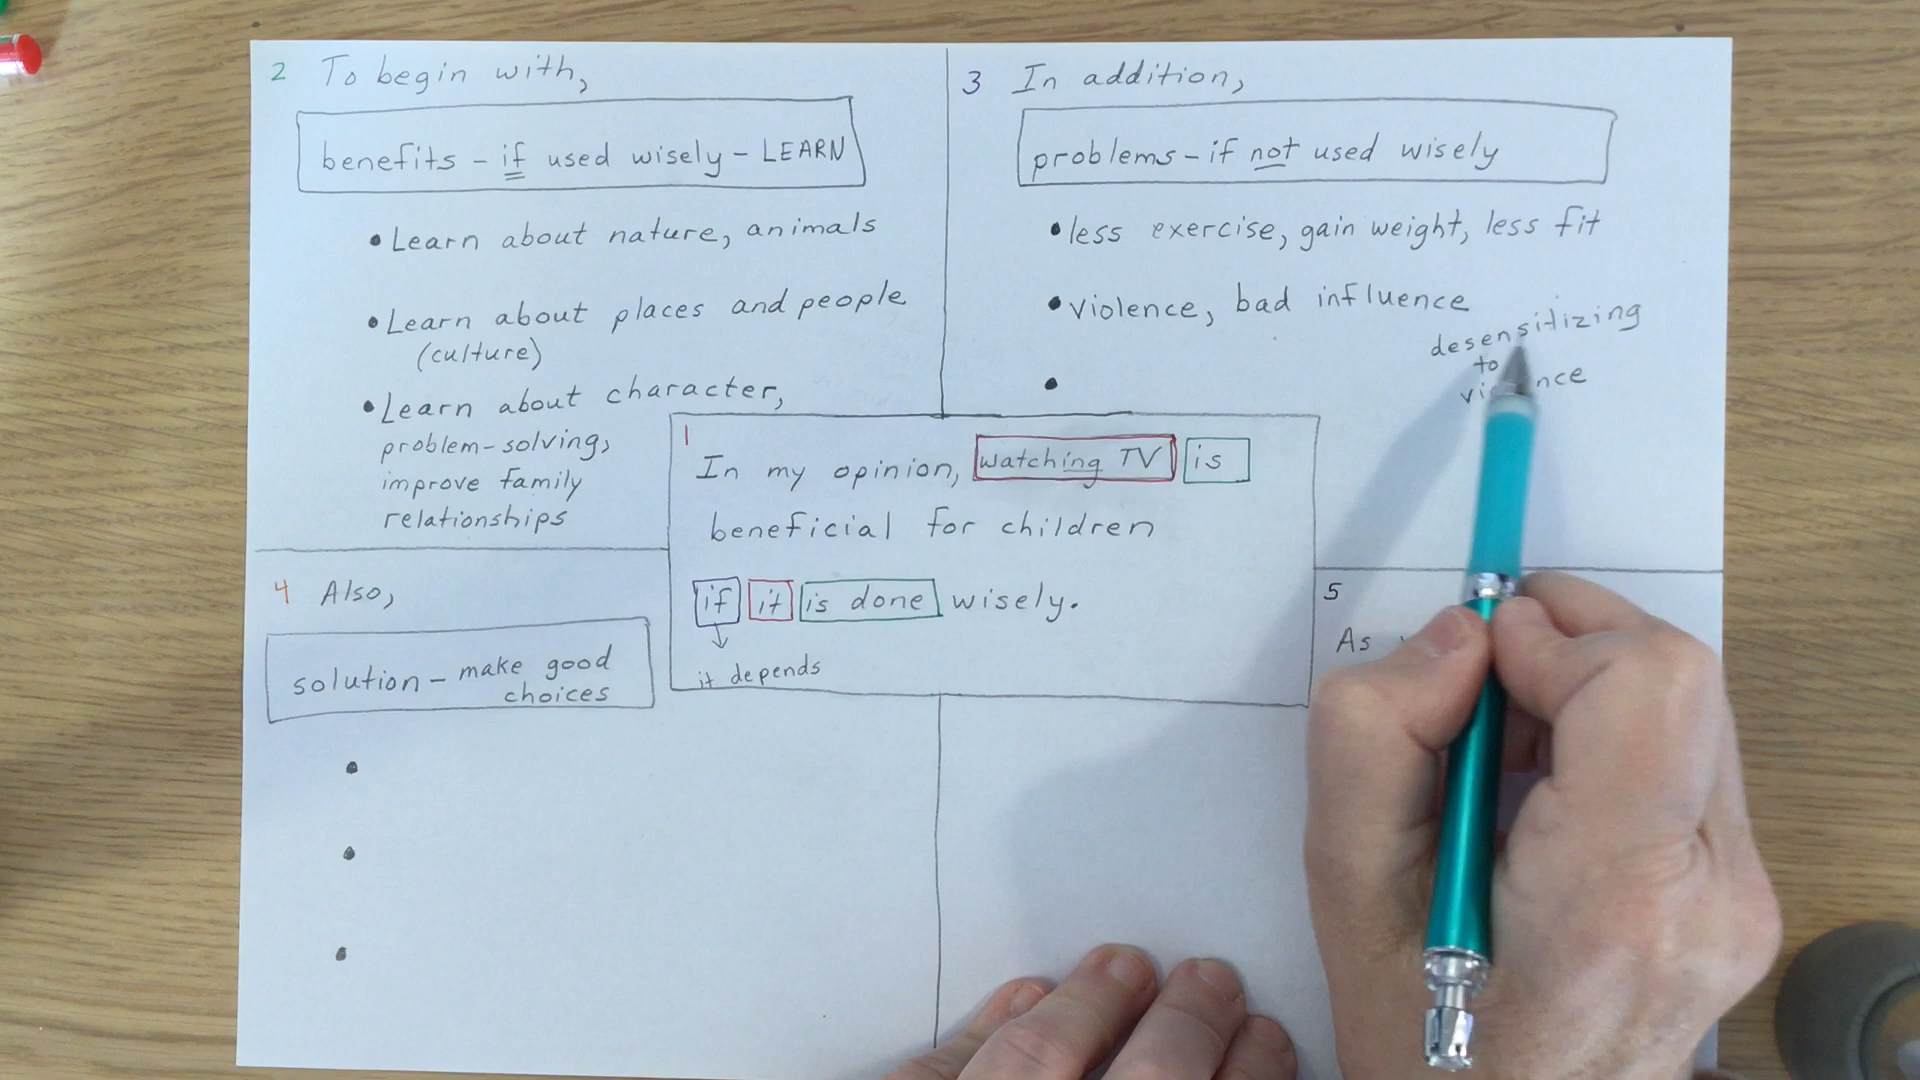 2 To begin with,
benefits - if used wisely - LEARN
• Learn about nature, animals
• Learn about places and people
(culture)
• Learn about character,
problem-solving,
improve family
relationships
3 In addition,
problems - if not used wisely
• less exercise, gain weight, less fit
• violence, bad influence
desensitizing
to
•
1
In my opinion, watching TV is
beneficial for children
if it is done wisely.
it depends
4 Also,
solution - make good
choices
•
•
•
5
As